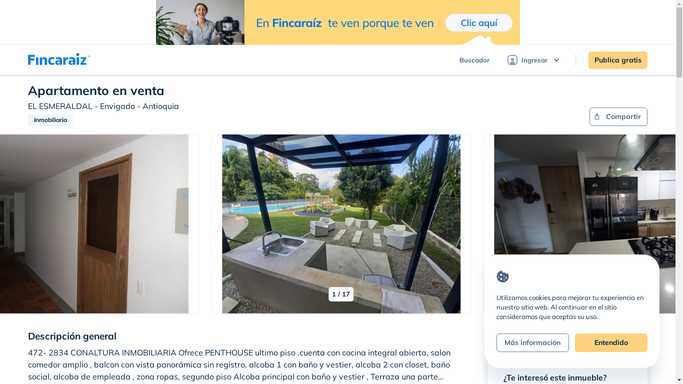 En Fincaraíz te ven porque te ven
Clic aquí
Fincaraiz
Buscador
Ingresar
Publica gratis
Apartamento en venta
EL ESMERALDAL - Envigado - Antioquia
Inmobiliaria
Compartir
1 / 17
Utilizamos cookies para mejorar tu experiencia en
nuestro sitio web. Al continuar en el sitio
consideramos que aceptas su uso.
Más información
Entendido
Descripción general
472- 2834 CONALTURA INMOBILIARIA Ofrece PENTHOUSE ultimo piso .cuenta con cocina integral abierta, salon
comedor amplio , balcon con vista panorámica sin registro, alcoba 1 con baño y vestier, alcoba 2 con closet, baño
social, alcoba de empleada , zona ropas, segundo piso Alcoba principal con baño y vestier , Terraza una parte...
¿Te interesó este inmueble?